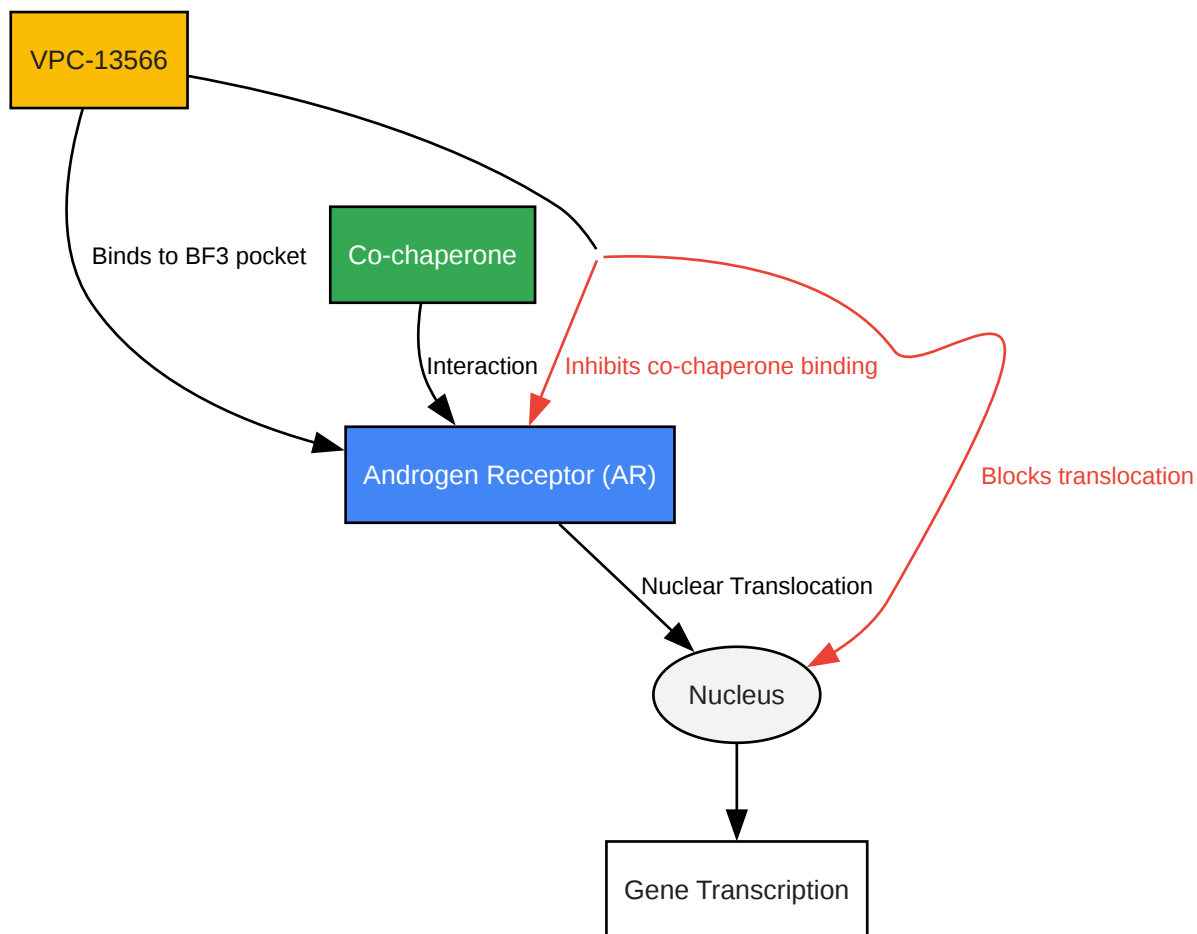 VPC-13566
Binds to BF3 pocket
Co-chaperone
Interaction
Inhibits co-chaperone binding
Androgen Receptor (AR)
Blocks translocation
Nuclear Translocation
Nucleus
Gene Transcription